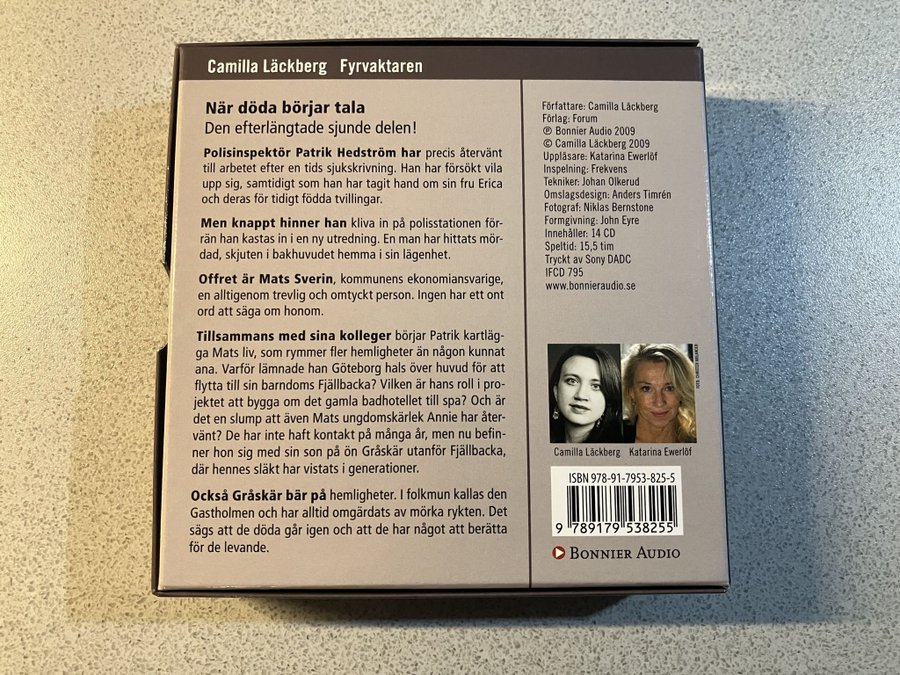 Camilla Läckberg Fyrvaktaren
När döda börjar tala
Den efterlängtade sjunde delen!
Polisinspektör Patrik Hedström har precis återvänt
till arbetet efter en tids sjukskrivning. Han har försökt vila
upp sig, samtidigt som han har tagit hand om sin fru Erica
och deras för tidigt födda tvillingar.
Men knappt hinner han kliva in på polisstationen för-
rän han kastas in i en ny utredning. En man har hittats mör-
dad, skjuten i bakhuvudet hemma i sin lägenhet.
Offret är Mats Sverin, kommunens ekonomiansvarige,
en alltigenom trevlig och omtyckt person. Ingen har ett ont
ord att säga om honom.
Tillsammans med sina kolleger börjar Patrik kartläg-
ga Mats liv, som rymmer fler hemligheter än någon kunnat
ana. Varför lämnade han Göteborg hals över huvud för att
flytta till sin barndoms Fjällbacka? Vilken är hans roll i pro-
jektet att bygga om det gamla badhotellet till spa? Och är
det en slump att även Mats ungdomskärlek Annie har åter-
vänt? De har inte haft kontakt på många år, men nu befin-
ner hon sig med sin son på ön Gråskär utanför Fjällbacka,
där hennes släkt har vistats i generationer.
Också Gråskär bär på hemligheter. I folkmun kallas den
Gastholmen och har alltid omgärdats av mörka rykten. Det
sägs att de döda går igen och att de har något att berätta
för de levande.
Författare: Camilla Läckberg
Förlag: Forum
℗ Bonnier Audio 2009
© Camilla Läckberg 2009
Uppläsare: Katarina Ewerlöf
Inspelning: Frekvens
Tekniker: Johan Olkerud
Omslagsdesign: Anders Timrén
Fotograf: Niklas Bernstone
Formgivning: John Eyre
Innehåller: 14 CD
Speltid: 15,5 tim
Tryckt av Sony DADC
IFCD 795
www.bonnieraudio.se
Camilla Läckberg Katarina Ewerlöf
ISBN 978-91-7953-825-5
9 789179 538255
BONNIER AUDIO